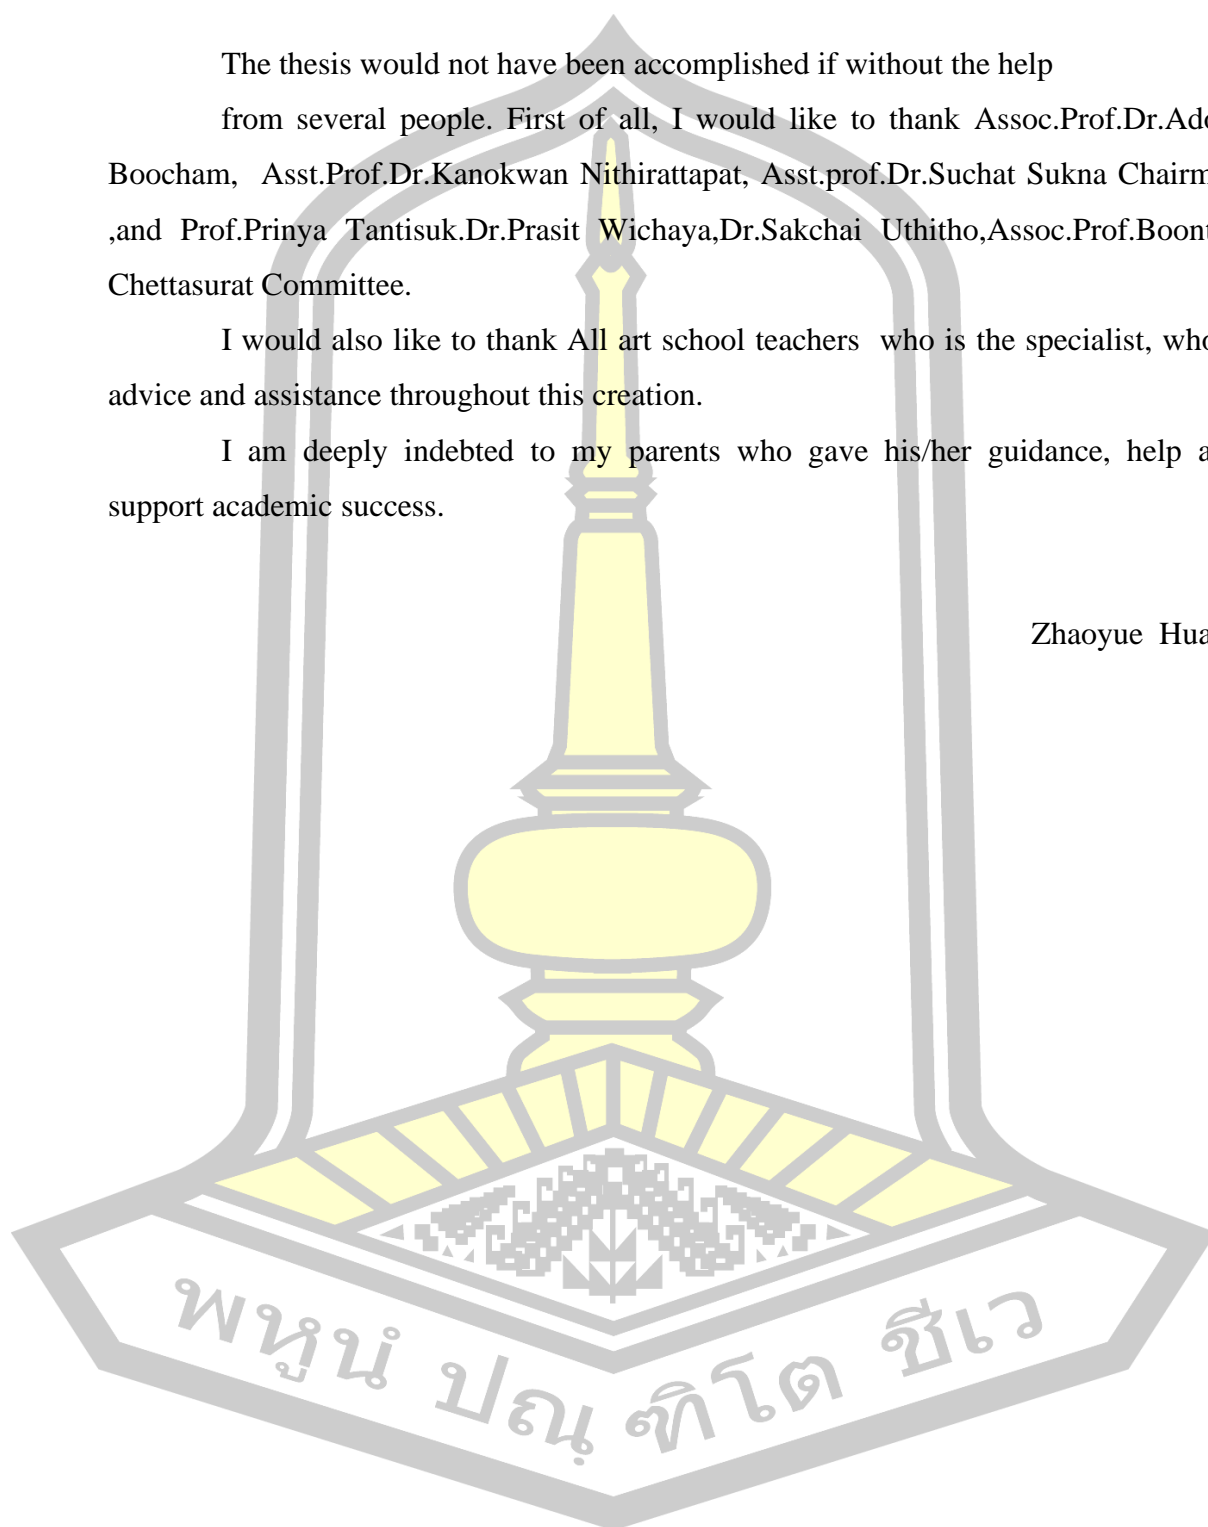 The thesis would not have been accomplished if without the help
from several people. First of all, I would like to thank Assoc.Prof.Dr.Ado
Boocham, Asst.Prof.Dr.Kanokwan Nithirattapat, Asst.prof.Dr.Suchat Sukna Chairm
,and Prof.Prinya Tantisuk.Dr.Prasit Wichaya,Dr.Sakchai Uthitho,Assoc.Prof.Boont
Chettasurat Committee.
I would also like to thank All art school teachers who is the specialist, who
advice and assistance throughout this creation.
I am deeply indebted to my parents who gave his/her guidance, help a
support academic success.
Zhaoyue Hua
พหูนํ ปณฺฑิโต ชีเว